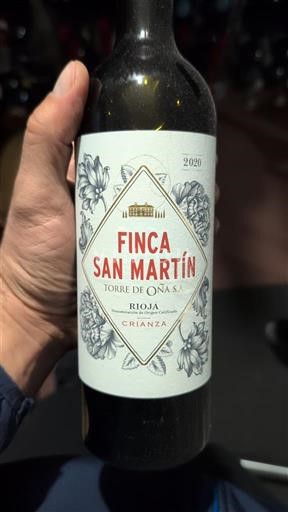 2020
FINCA
SAN MARTÍN
TORRE DE OÑA S.A.
RIOJA
Denominación de Origen Calificada
CRIANZA